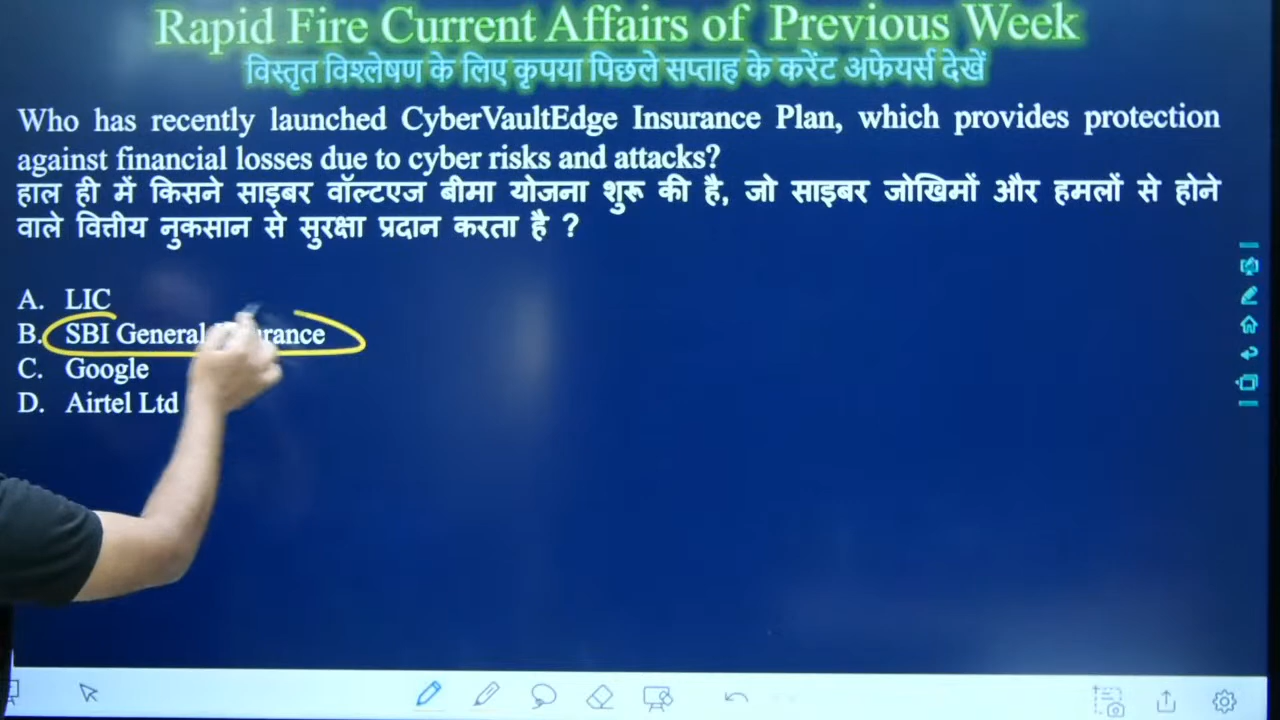 Rapid Fire Current Affairs of Previous Week
विस्तृत विश्लेषण के लिए कृपया पिछले सप्ताह के करेंट अफेयर्स देखें
Who has recently launched CyberVaultEdge Insurance Plan, which provides protection
against financial losses due to cyber risks and attacks?
हाल ही में किसने साइबर वॉल्टएज बीमा योजना शुरू की है, जो साइबर जोखिमों और हमलों से होने
वाले वित्तीय नुकसान से सुरक्षा प्रदान करता है ?
A. LIC
B. SBI General
C. Google
D. Airtel Ltd